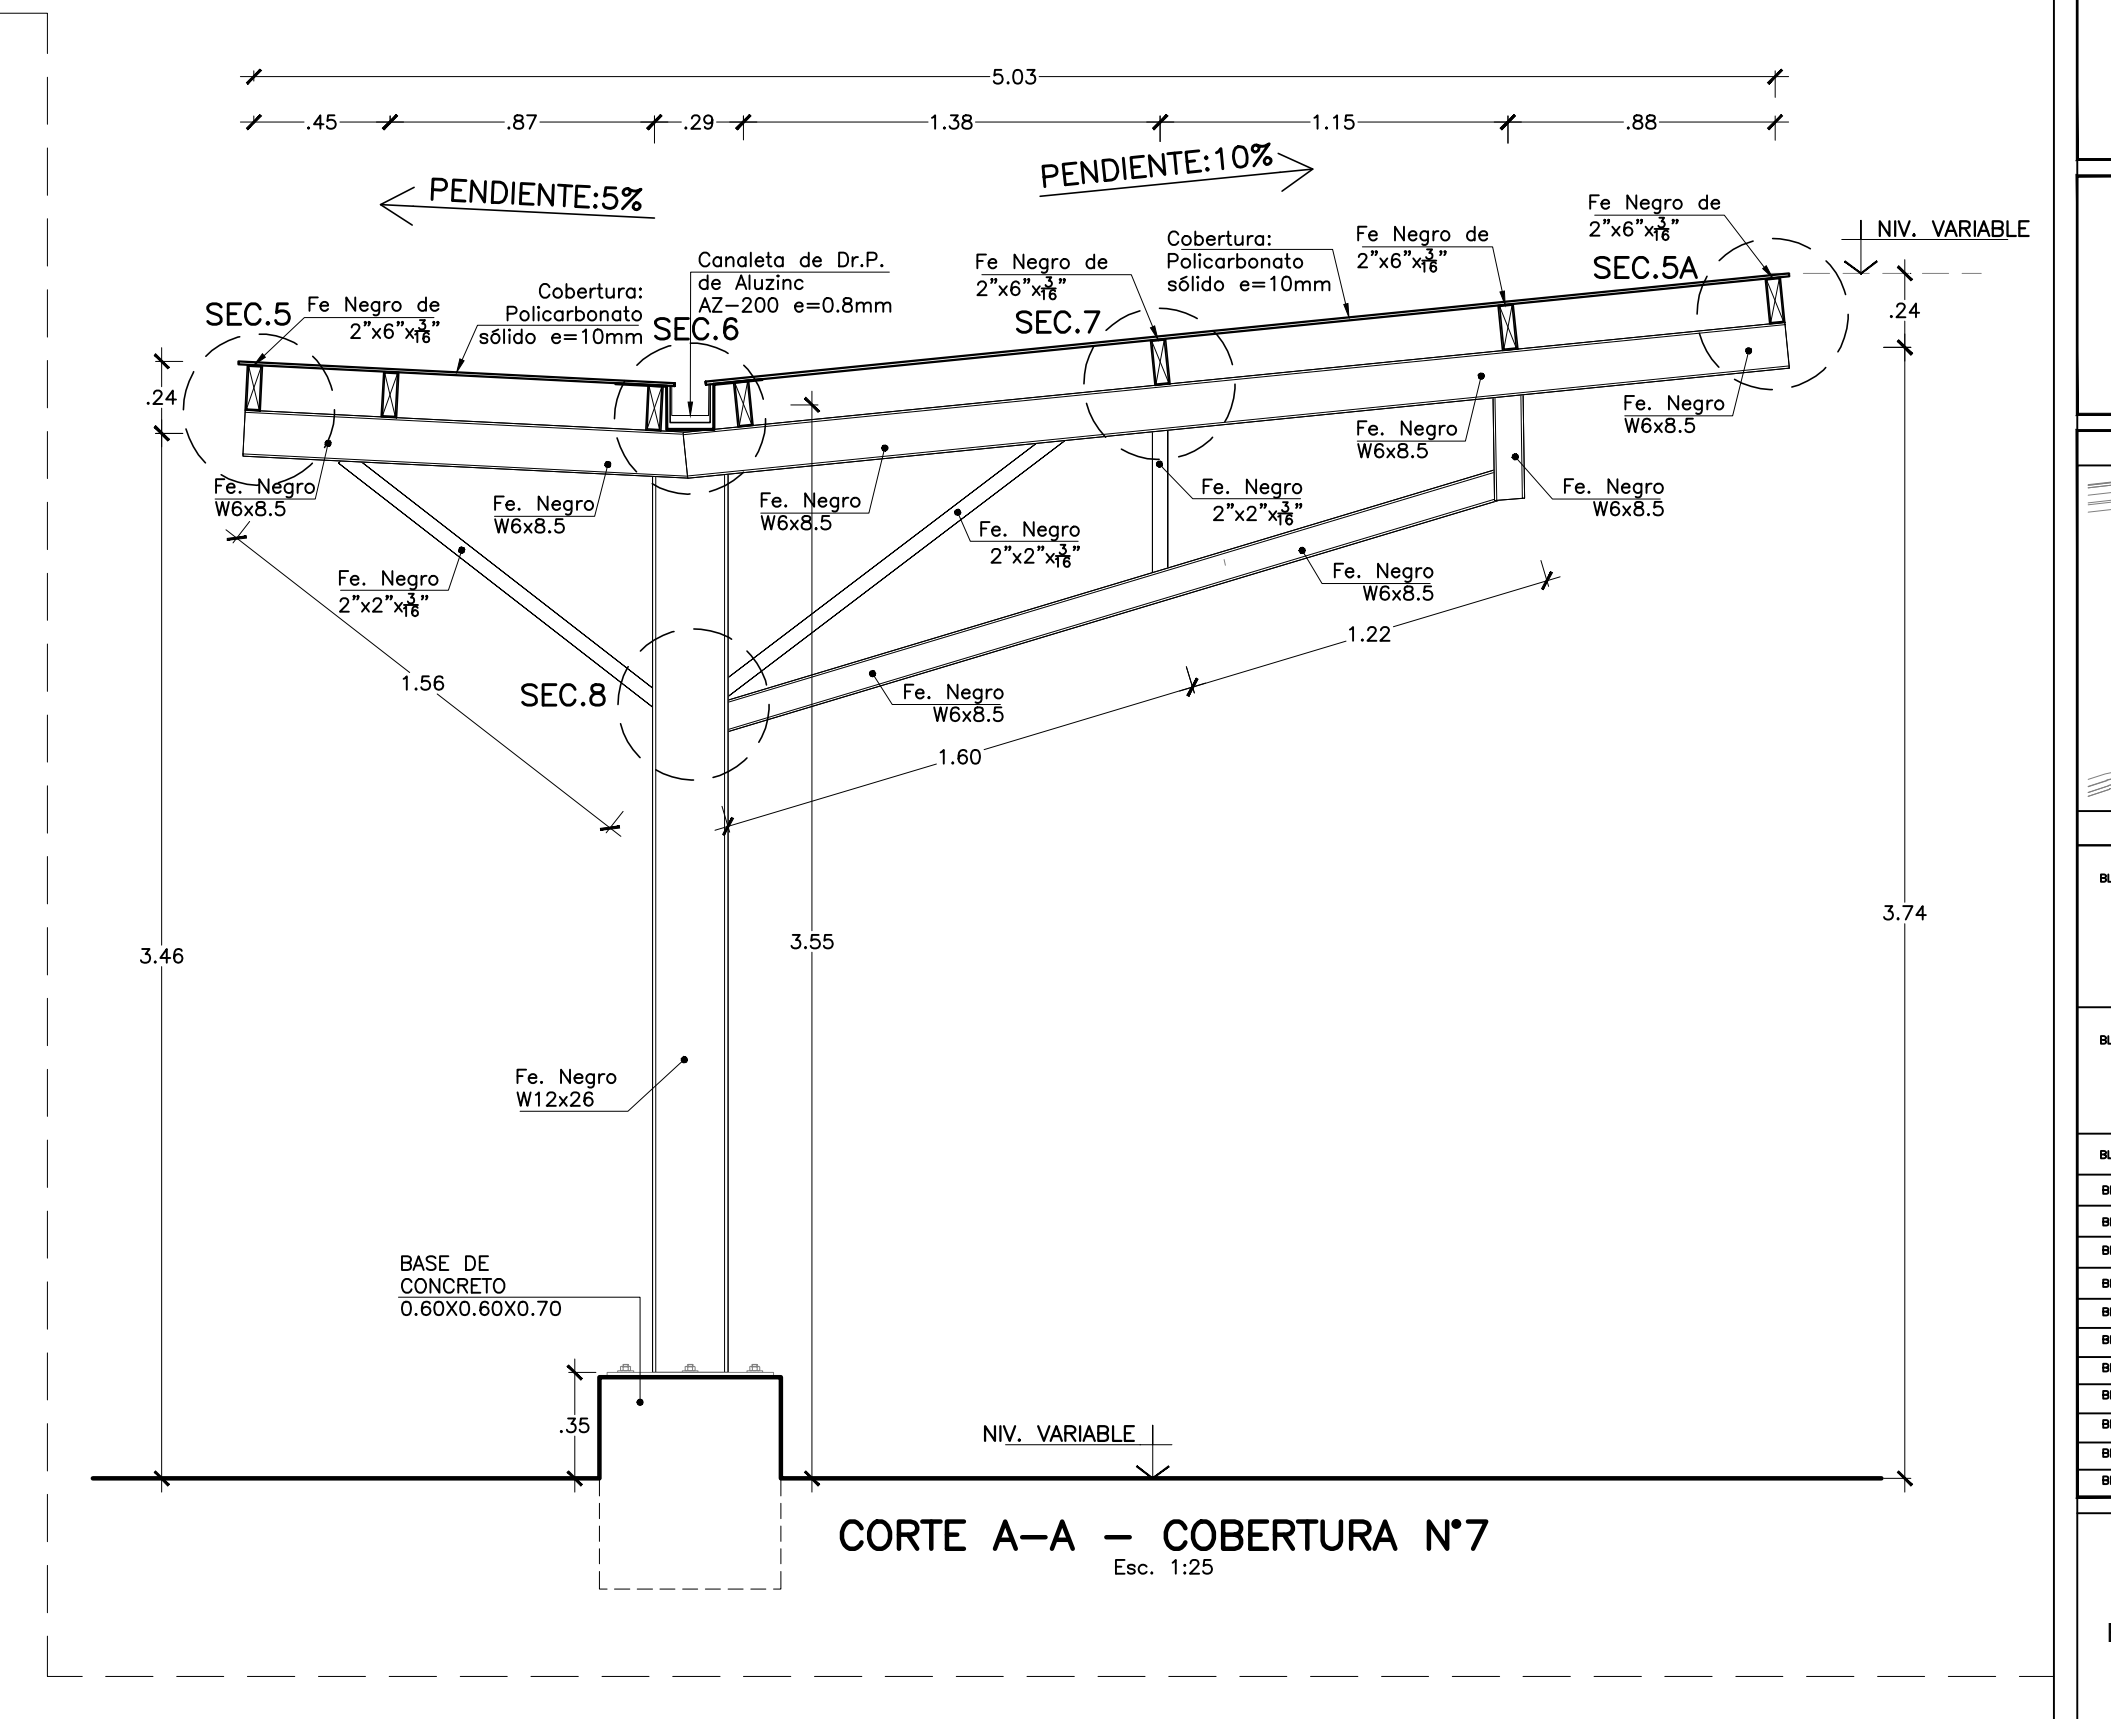 5.03
.45
.87
.29
1.38
1.15
.88
PENDIENTE:5%
PENDIENTE:10%
Fe Negro de
2"x6"x3/16"
NIV. VARIABLE
SEC.5A
Fe Negro de
2"x6"x3/16"
Cobertura:
Policarbonato
sólido e=10mm
Fe Negro de
2"x6"x3/16"
SEC.7
Canaleta de Dr.P.
de Aluzinc
AZ-200 e=0.8mm
SEC.6
Cobertura:
Policarbonato
sólido e=10mm
SEC.5
Fe Negro de
2"x6"x3/16"
.24
.24
Fe. Negro
W6x8.5
Fe. Negro
W6x8.5
Fe. Negro
W6x8.5
Fe. Negro
W6x8.5
Fe. Negro
W6x8.5
Fe. Negro
2"x2"x3/16"
Fe. Negro
W6x8.5
Fe. Negro
2"x2"x3/16"
Fe. Negro
2"x2"x3/16"
Fe. Negro
W6x8.5
1.22
1.56
SEC.8
Fe. Negro
W6x8.5
1.60
3.74
3.55
3.46
Fe. Negro
W12x26
BASE DE
CONCRETO
0.60X0.60X0.70
.35
NIV. VARIABLE
CORTE A-A - COBERTURA N°7
Esc. 1:25